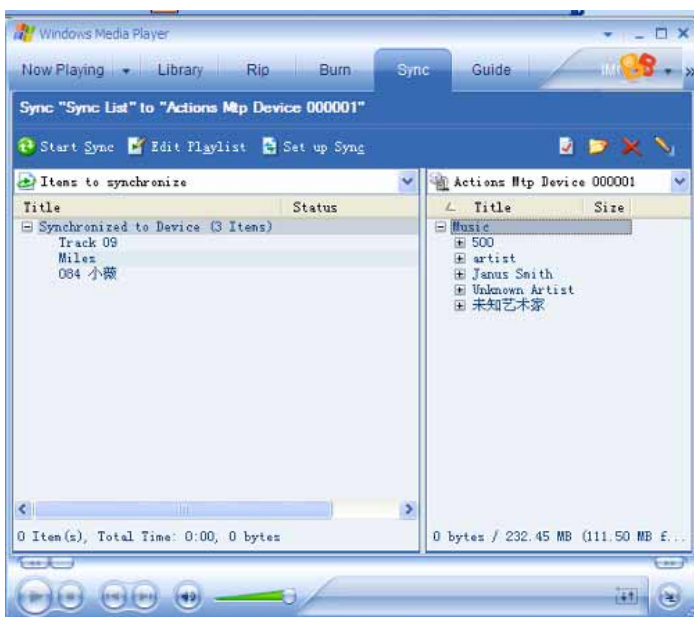 Windows Media Player
Now Playing Library Rip Burn Sync Guide
Sync "Sync List" to "Actions Mtp Device 000001"
Start Sync Edit Playlist Set up Sync
Items to synchronize
Title Status
Synchronized to Device (3 Items)
Track 09
Miles
084 小薇
0 Item(s), Total Time: 0:00, 0 bytes
Actions Mtp Device 000001
Title Size
Music
500
artist
Janus Smith
Unknown Artist
未知艺术家
0 bytes / 232.45 MB (111.50 MB f...